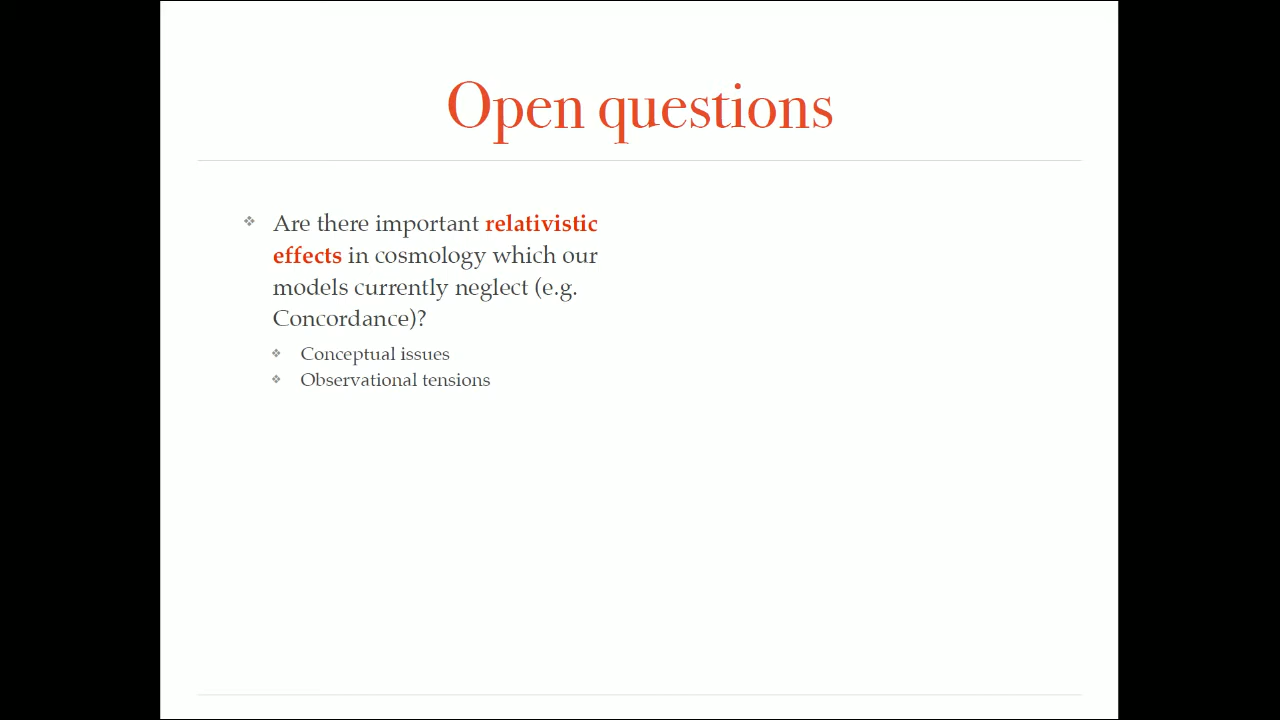 Open questions
❖ Are there important relativistic
effects in cosmology which our
models currently neglect (e.g.
Concordance)?
❖ Conceptual issues
❖ Observational tensions